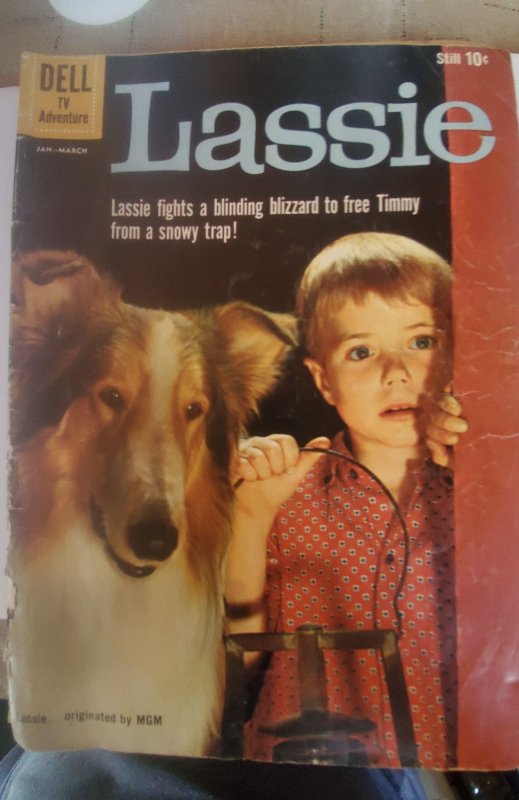 DELL
TV
Adventure
JAN.-MARCH
Still 10¢
Lassie
Lassie fights a blinding blizzard to free Timmy
from a snowy trap!
Lassie... originated by MGM